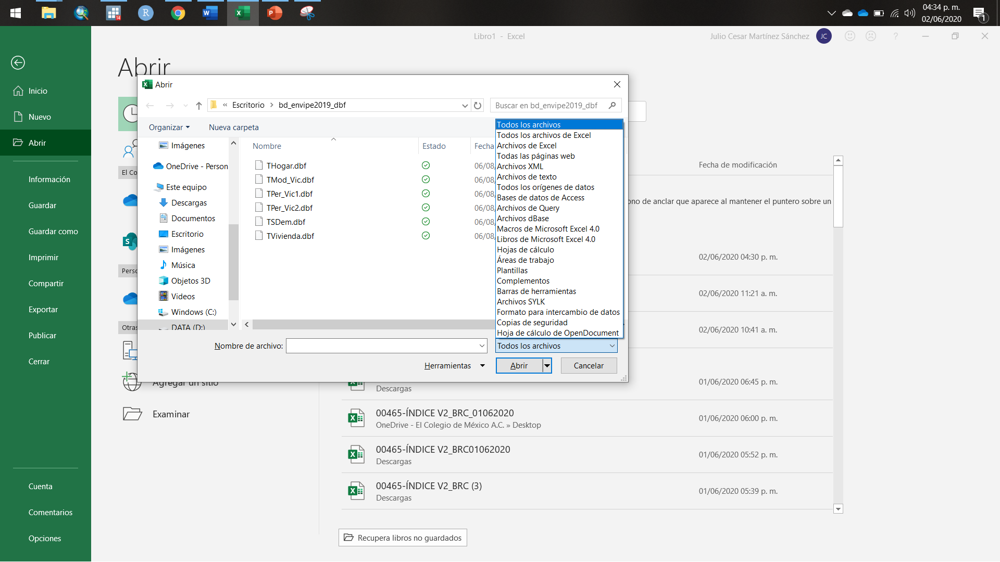 04:34 p. m.
02/06/2020
1
14
Libro1 - Excel
Julio Cesar Martínez Sánchez
JC
?
Abrir
Inicio
Nuevo
Abrir
Información
Guardar
Guardar como
Imprimir
Compartir
Exportar
Publicar
Cerrar
Cuenta
Comentarios
Opciones
El Co
Perso
Otras
Agregar un sitio
Examinar
Abrir
« Escritorio > bd_envipe2019_dbf
Buscar en bd_envipe2019_dbf
Organizar
Nueva carpeta
Imágenes
OneDrive - Person
Este equipo
Descargas
Documentos
Escritorio
Imágenes
Música
Objetos 3D
Videos
Windows (C:)
DATA (D:)
Nombre
Estado
Fecha
THogar.dbf
06/08/
TMod_Vic.dbf
06/08/
TPer_Vic1.dbf
06/08/
TPer_Vic2.dbf
06/08/
TSDem.dbf
06/08/
TVivienda.dbf
06/08/
Todos los archivos
Todos los archivos de Excel
Archivos de Excel
Todas las páginas web
Archivos XML
Archivos de texto
Todos los orígenes de datos
Bases de datos de Access
Archivos de Query
Archivos dBase
Macros de Microsoft Excel 4.0
Libros de Microsoft Excel 4.0
Hojas de cálculo
Áreas de trabajo
Plantillas
Complementos
Barras de herramientas
Archivos SYLK
Formato para intercambio de datos
Copias de seguridad
Hoja de cálculo de OpenDocument
Nombre de archivo:
Todos los archivos
Herramientas
Abrir
Cancelar
Fecha de modificación
ono de anclar que aparece al mantener el puntero sobre un
02/06/2020 04:30 p. m.
02/06/2020 11:21 a. m.
02/06/2020 10:41 a. m.
Descargas
01/06/2020 06:45 p. m.
00465-ÍNDICE V2_BRC_01062020
OneDrive - El Colegio de México A.C. » Desktop
01/06/2020 06:00 p. m.
00465-ÍNDICE V2_BRC01062020
Descargas
01/06/2020 05:52 p. m.
00465-ÍNDICE V2_BRC (3)
Descargas
01/06/2020 05:39 p. m.
Recupera libros no guardados